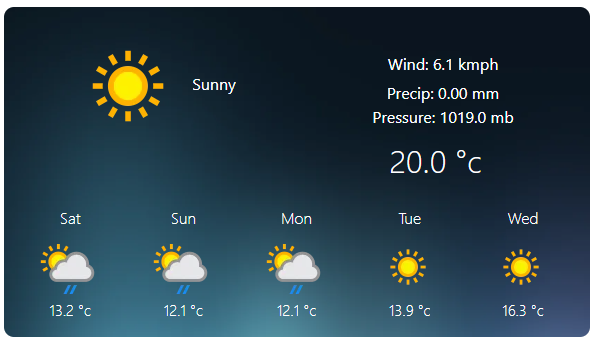 Sunny
Wind: 6.1 kmph
Precip: 0.00 mm
Pressure: 1019.0 mb
20.0 °c
Sat Sun Mon Tue Wed
13.2 °c 12.1 °c 12.1 °c 13.9 °c 16.3 °c